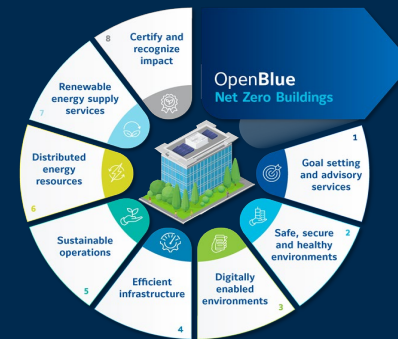 OpenBlue
Net Zero Buildings
1
Goal setting
and advisory
services
2
Safe, secure
and healthy
environments
3
Digitally
enabled
environments
4
Efficient
infrastructure
5
Sustainable
operations
6
Distributed
energy
resources
7
Renewable
energy supply
services
8
Certify and
recognize
impact